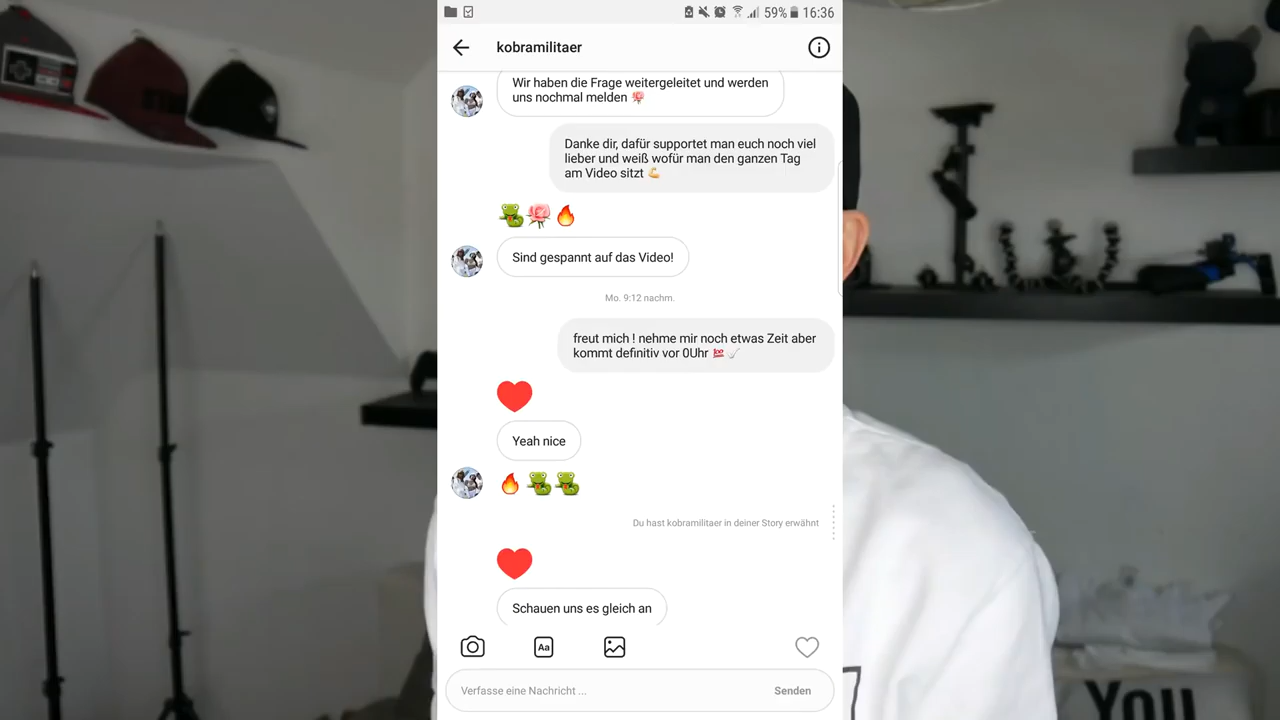 59% 16:36
kobramilitaer
Wir haben die Frage weitergeleitet und werden
uns nochmal melden 🌹
Danke dir, dafür supportet man euch noch viel
lieber und weiß wofür man den ganzen Tag
am Video sitzt 💪
🐍🌹🔥
Sind gespannt auf das Video!
Mo. 9:12 nachm.
freut mich ! nehme mir noch etwas Zeit aber
kommt definitiv vor 0Uhr 💯
❤️
Yeah nice
🔥🐍🐍
Du hast kobramilitaer in deiner Story erwähnt
❤️
Schauen uns es gleich an
Aa
Verfasse eine Nachricht ...
Senden
You